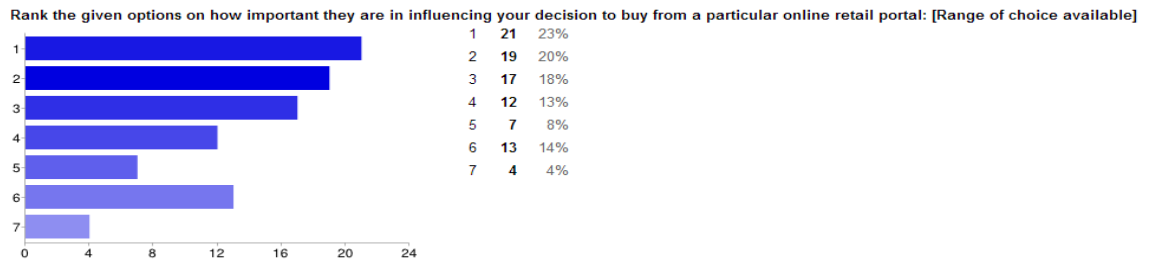 Rank the given options on how important they are in influencing your decision to buy from a particular online retail portal: [Range of choice available]
1 21 23%
2 19 20%
3 17 18%
4 12 13%
5 7 8%
6 13 14%
7 4 4%
1
2
3
4
5
6
7
0 4 8 12 16 20 24